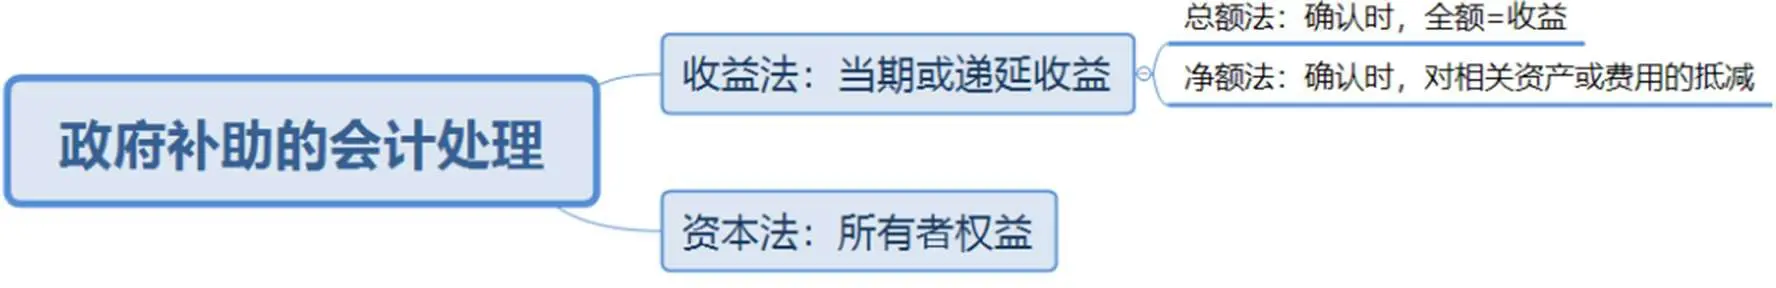 政府补助的会计处理
收益法：当期或递延收益
总额法：确认时，全额=收益
净额法：确认时，对相关资产或费用的抵减
资本法：所有者权益